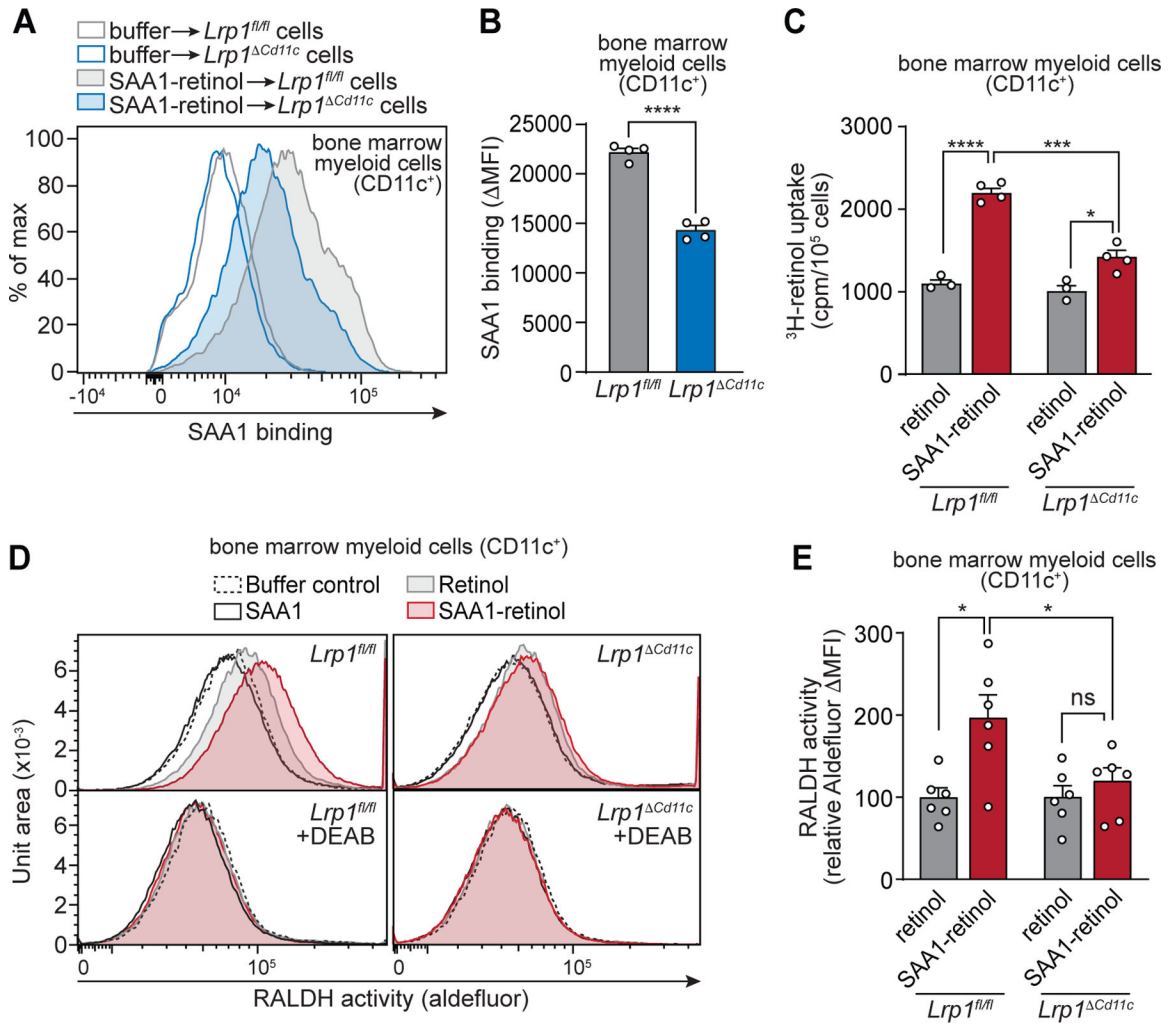 A
buffer→Lrp1fl/fl cells
buffer→Lrp1ΔCd11c cells
SAA1-retinol→Lrp1fl/fl cells
SAA1-retinol→Lrp1ΔCd11c cells
bone marrow
myeloid cells
(CD11c+)
% of max
100
80
60
40
20
0
-10⁴
0
10⁴
10⁵
SAA1 binding
B
bone marrow
myeloid cells
(CD11c+)
****
SAA1 binding (ΔMFI)
25000
20000
15000
10000
5000
0
Lrp1fl/fl
Lrp1ΔCd11c
C
bone marrow myeloid cells
(CD11c+)
****
***
*
³H-retinol uptake
(cpm/10⁵ cells)
3000
2000
1000
0
retinol
SAA1-retinol
retinol
SAA1-retinol
Lrp1fl/fl
Lrp1ΔCd11c
D
bone marrow myeloid cells (CD11c+)
Buffer control
Retinol
SAA1
SAA1-retinol
Unit area (x10-3)
6
4
2
0
6
4
2
0
Lrp1fl/fl
Lrp1ΔCd11c
Lrp1fl/fl
+DEAB
Lrp1ΔCd11c
+DEAB
0
10⁵
0
10⁵
RALDH activity (aldefluor)
E
bone marrow myeloid cells
(CD11c+)
*
*
ns
RALDH activity
(relative Aldefluor ΔMFI)
300
200
100
0
retinol
SAA1-retinol
retinol
SAA1-retinol
Lrp1fl/fl
Lrp1ΔCd11c